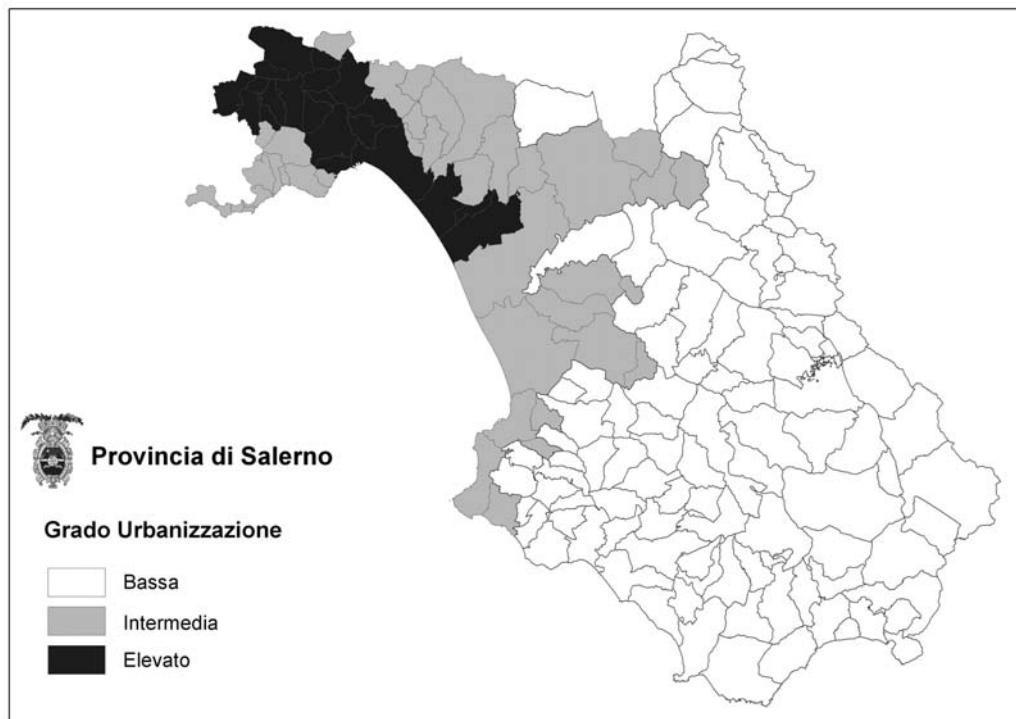 Provincia di Salerno
Grado Urbanizzazione
Bassa
Intermedia
Elevato